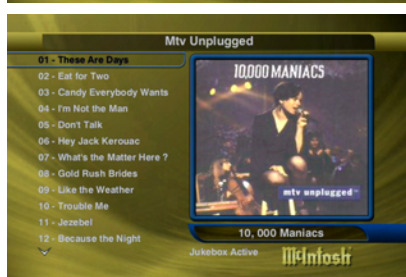 Mtv Unplugged
01 - These Are Days
02 - Eat for Two
03 - Candy Everybody Wants
04 - I'm Not the Man
05 - Don't Talk
06 - Hey Jack Kerouac
07 - What's the Matter Here ?
08 - Gold Rush Brides
09 - Like the Weather
10 - Trouble Me
11 - Jezebel
12 - Because the Night
10,000 MANIACS
mtv unplugged
10, 000 Maniacs
Jukebox Active
McIntosh